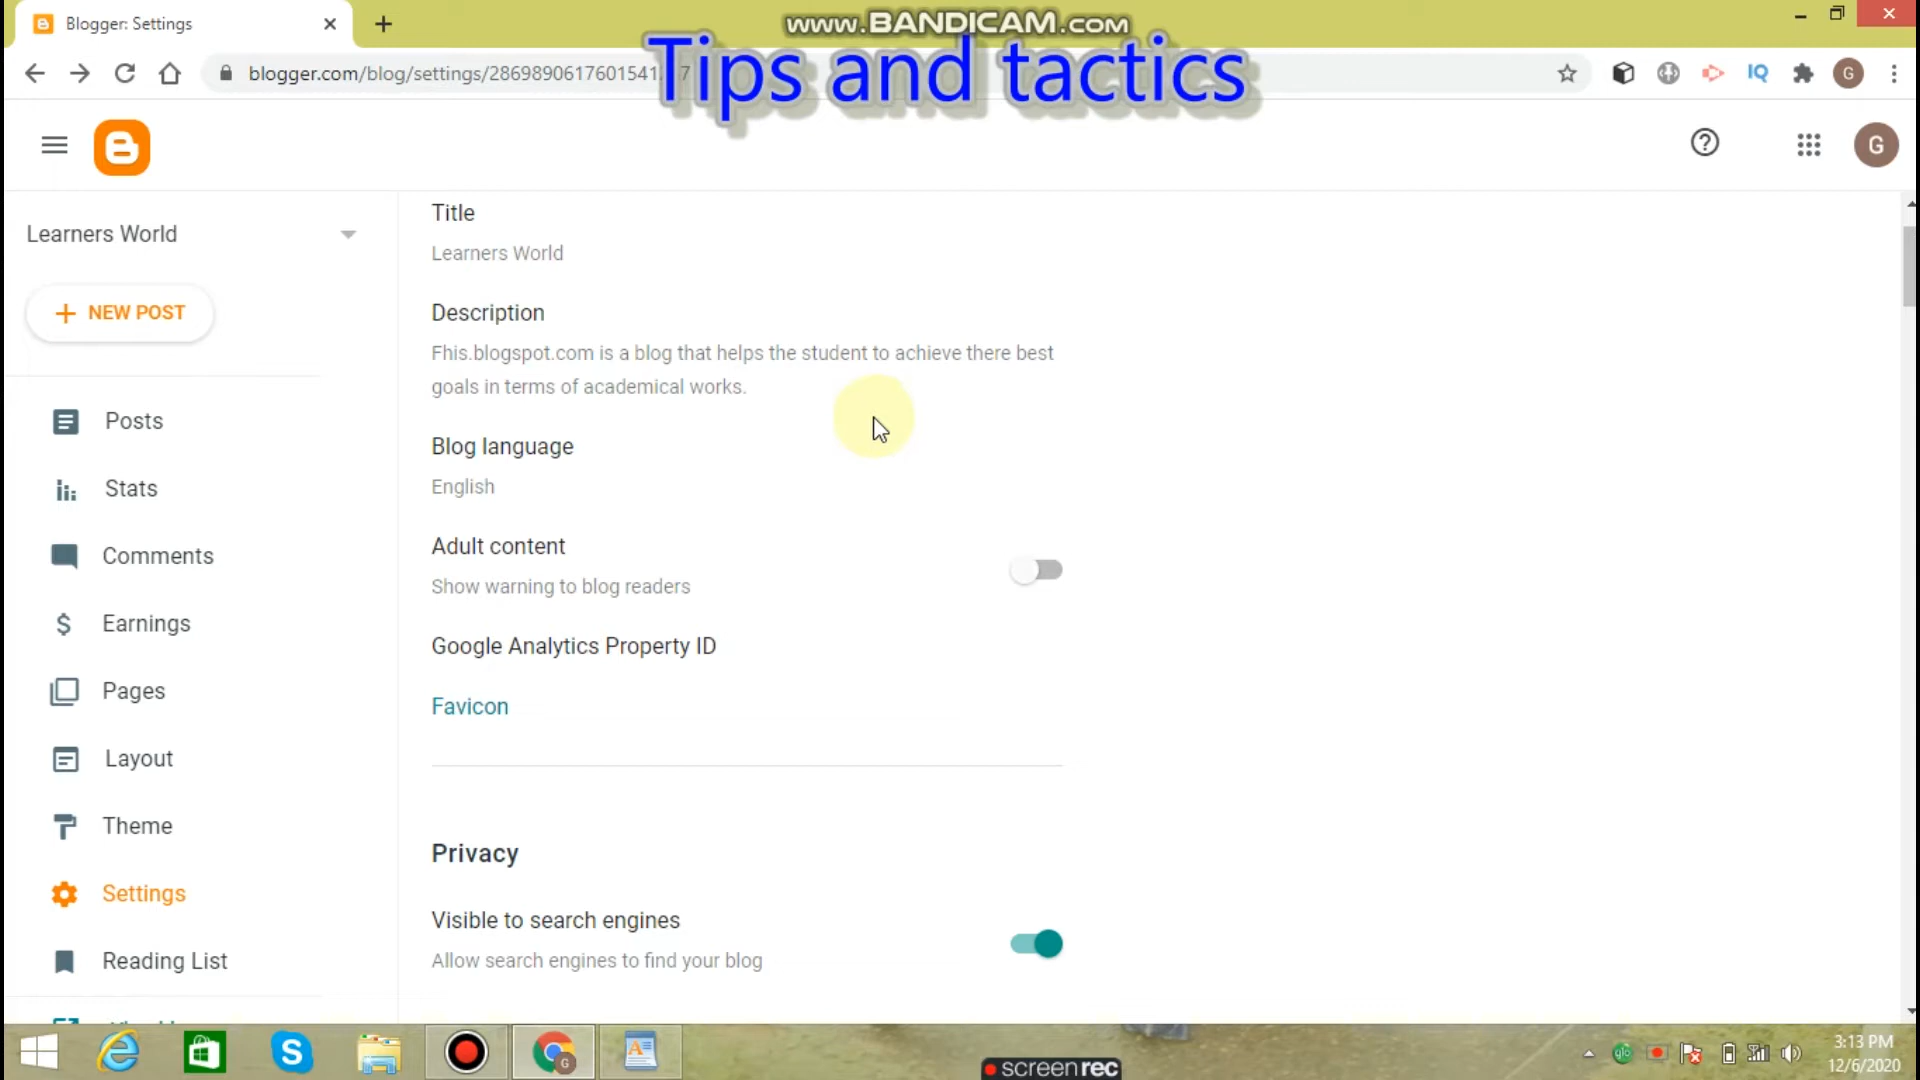 Blogger: Settings
www.BANDICAM.com
blogger.com/blog/settings/2869890617601541
Tips and tactics
IQ
G
G
Learners World
NEW POST
Posts
Stats
Comments
Earnings
Pages
Layout
Theme
Settings
Reading List
Title
Learners World
Description
Fhis.blogspot.com is a blog that helps the student to achieve there best
goals in terms of academical works.
Blog language
English
Adult content
Show warning to blog readers
Google Analytics Property ID
Favicon
Privacy
Visible to search engines
Allow search engines to find your blog
G
glo
3:13 PM
12/6/2020
screenrec